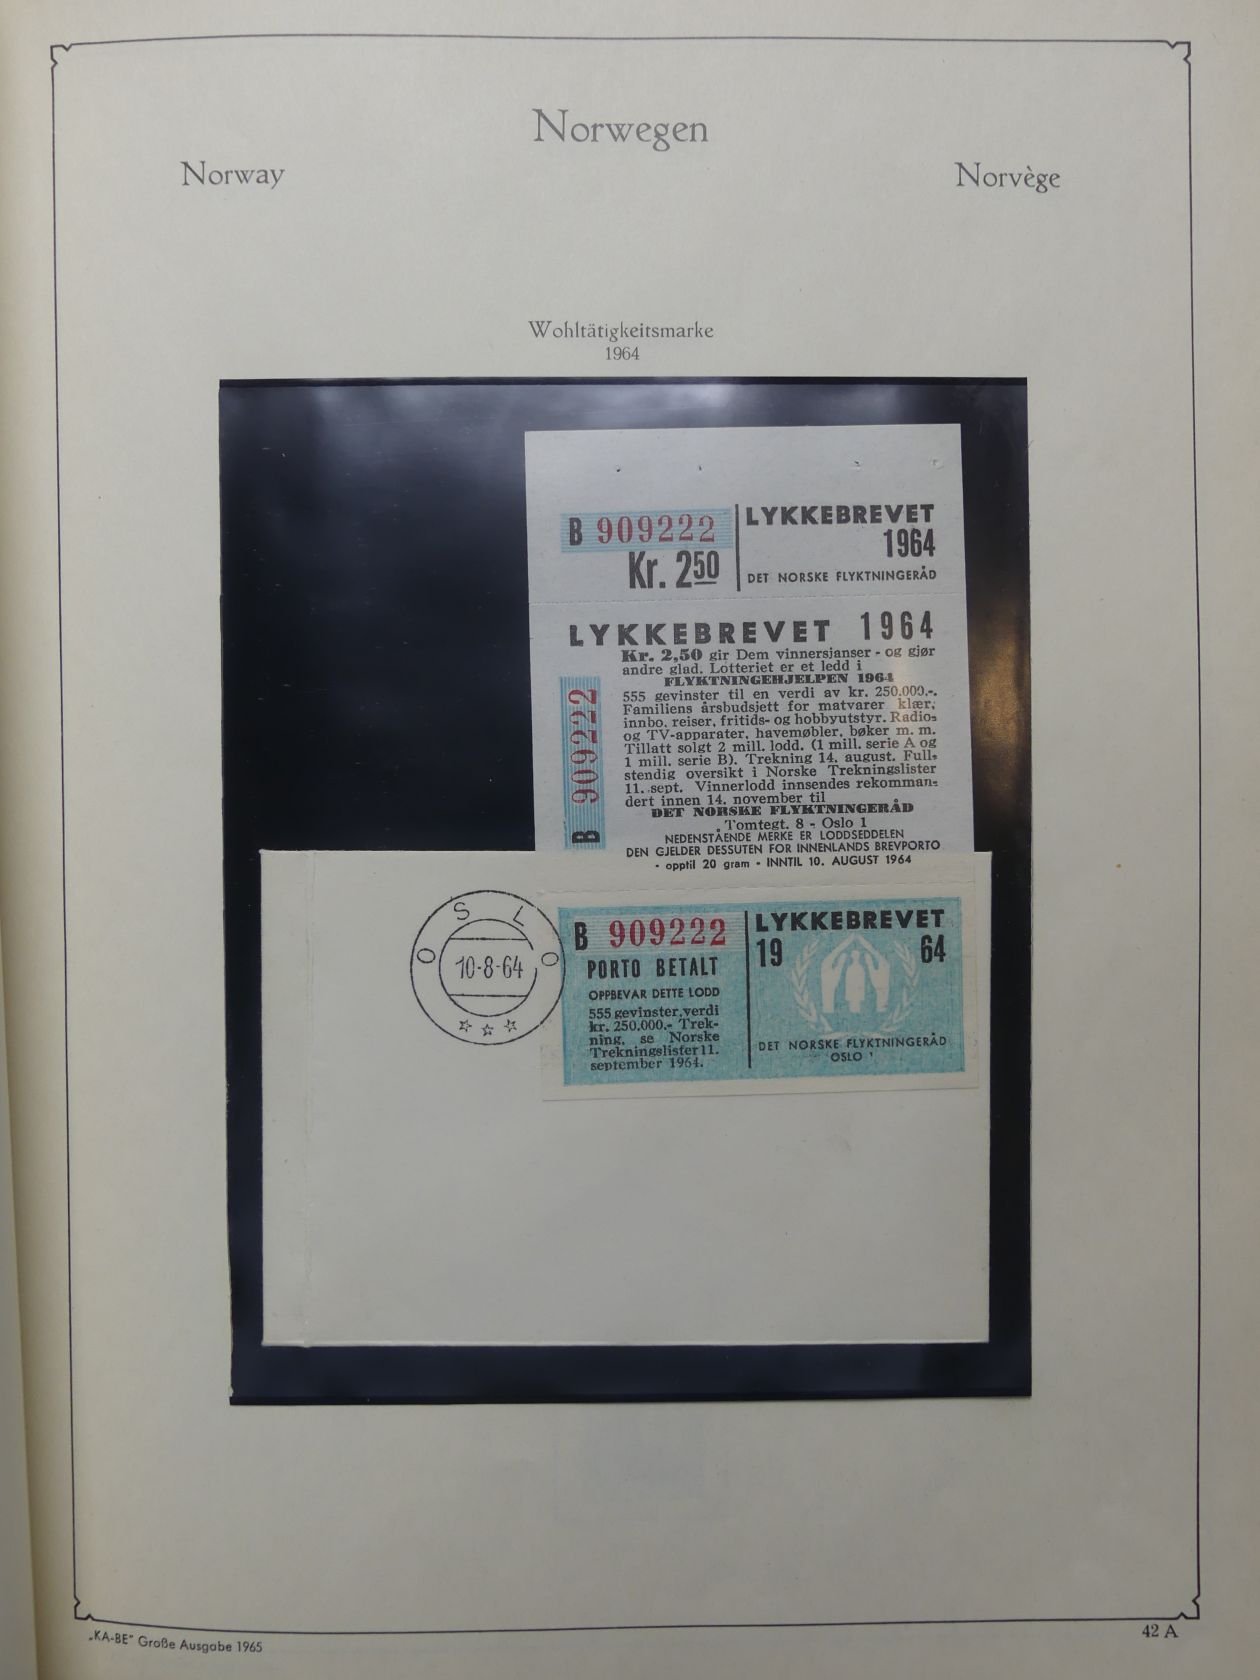 Norwegen
Norway
Norvège
Wohltätigkeitsmarke
1964
B 909222
Kr. 2.50
LYKKEBREVET
1964
DET NORSKE FLYKTNINGERÅD
LYKKEBREVET 1964
B 909222
Kr. 2,50 gir Dem vinnersjanser - og gjør
andre glad. Lotteriet er et ledd i
FLYKTNINGEHJELPEN 1964
555 gevinster til en verdi av kr. 250.000,-.
Familiens årsbudsjett for matvarer klær,
innbo, reiser, fritids- og hobbyutstyr. Radio-
og TV-apparater, havemøbler, bøker m. m.
Tillatt solgt 2 mill. lodd. (1 mill. serie A og
1 mill. serie B). Trekning 14. august. Full-
stendig oversikt i Norske Trekningslister
11. sept. Vinnerlodd innsendes rekomman-
dert innen 14. november til
DET NORSKE FLYKTNINGERÅD
Tomtegt. 8 - Oslo 1
NEDENSTÅENDE MERKE ER LODDSEDDELEN
DEN GJELDER DESSUTEN FOR INNENLANDS BREVPORTO
- opptil 20 gram - INNTIL 10. AUGUST 1964
OSLO
10-8-64
B 909222
PORTO BETALT
OPPBEVAR DETTE LODD
555 gevinster, verdi
kr. 250.000,- Trek-
ning, se Norske
Trekningslister 11.
september 1964.
LYKKEBREVET
19 64
DET NORSKE FLYKTNINGERÅD
OSLO 1
„KA-BE" Große Ausgabe 1965
42 A